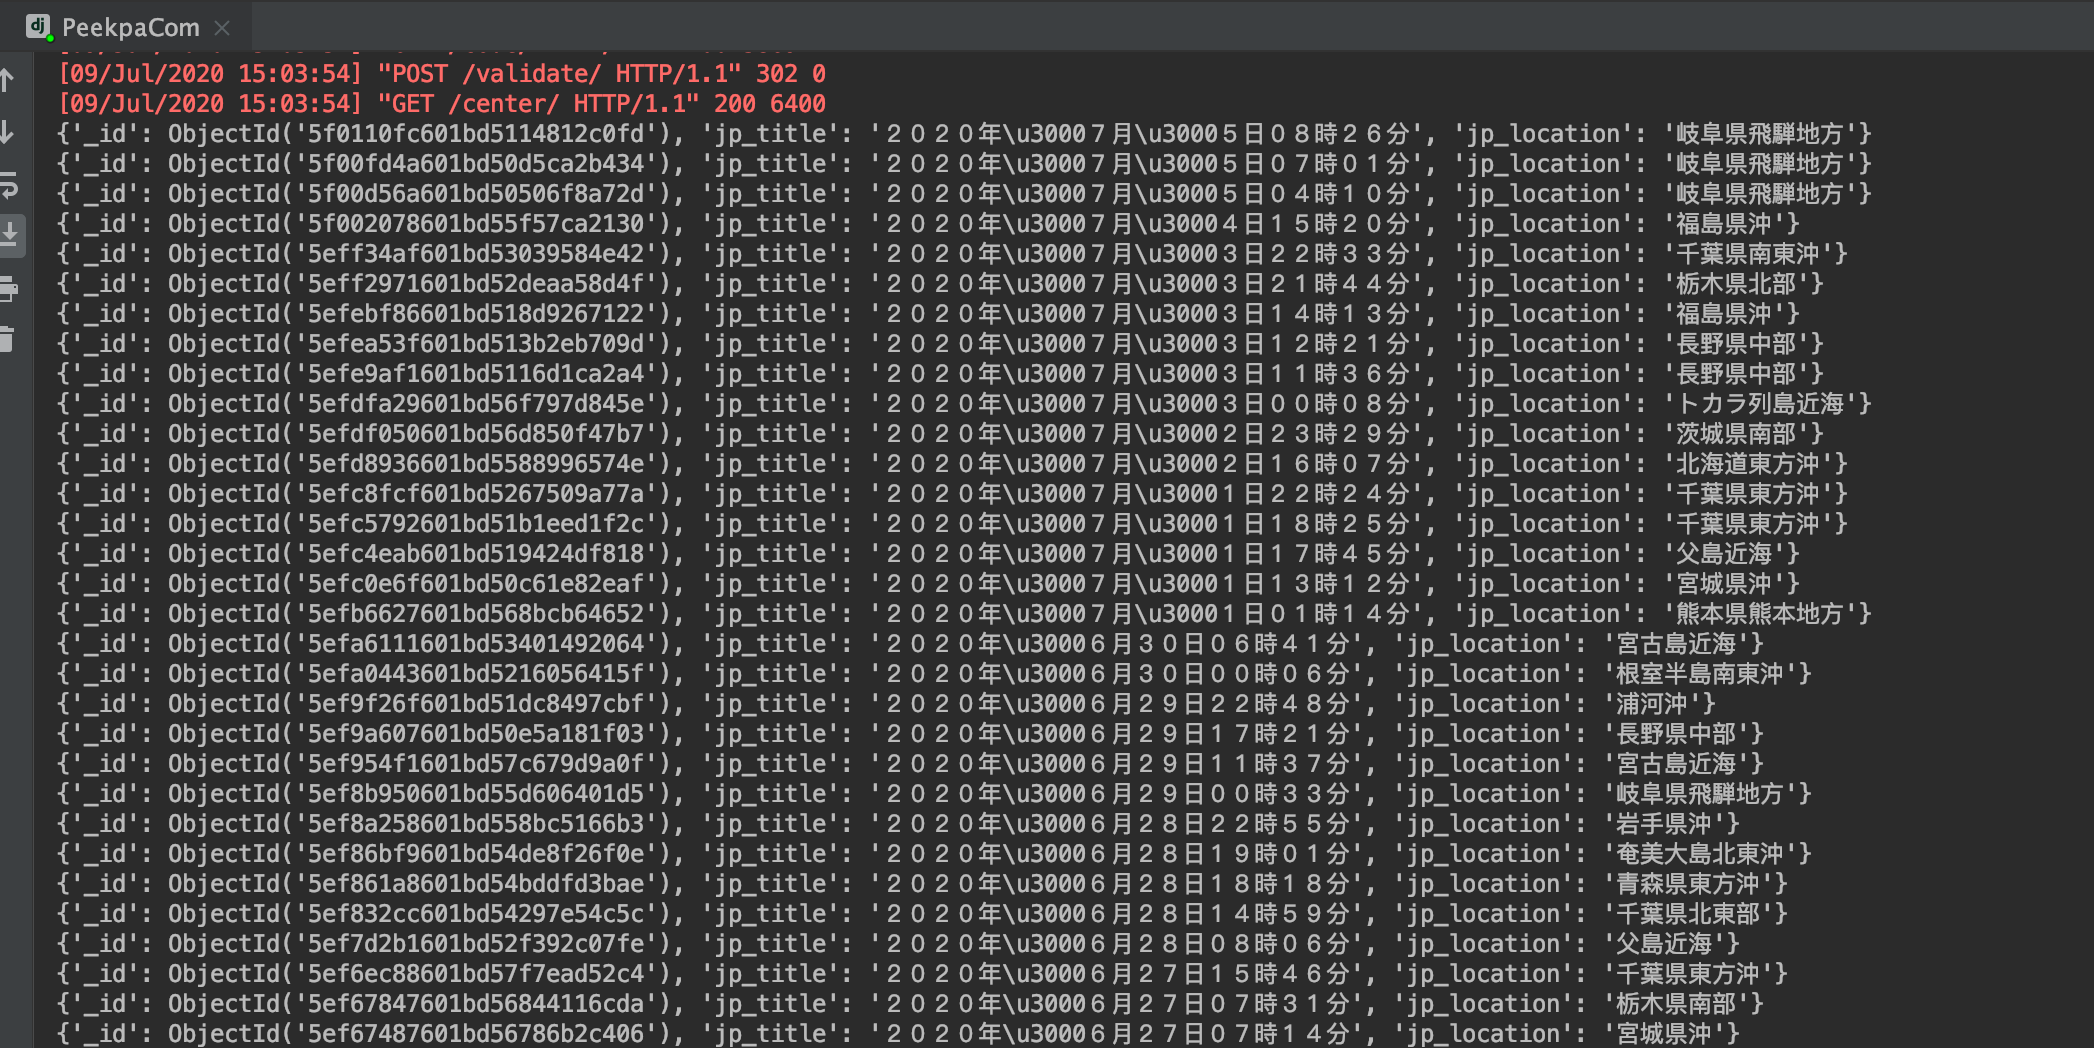 PeekpaCom
[09/Jul/2020 15:03:54] "POST /validate/ HTTP/1.1" 302 0
[09/Jul/2020 15:03:54] "GET /center/ HTTP/1.1" 200 6400
{'_id': ObjectId('5f0110fc601bd5114812c0fd'), 'jp_title': '２０２０年\u3000７月\u3000５日０８時２６分', 'jp_location': '岐阜県飛騨地方'}
{'_id': ObjectId('5f00fd4a601bd50d5ca2b434'), 'jp_title': '２０２０年\u3000７月\u3000５日０７時０１分', 'jp_location': '岐阜県飛騨地方'}
{'_id': ObjectId('5f00d56a601bd50506f8a72d'), 'jp_title': '２０２０年\u3000７月\u3000５日０４時１０分', 'jp_location': '岐阜県飛騨地方'}
{'_id': ObjectId('5f002078601bd55f57ca2130'), 'jp_title': '２０２０年\u3000７月\u3000４日１５時２０分', 'jp_location': '福島県沖'}
{'_id': ObjectId('5eff34af601bd53039584e42'), 'jp_title': '２０２０年\u3000７月\u3000３日２２時３３分', 'jp_location': '千葉県南東沖'}
{'_id': ObjectId('5eff2971601bd52deaa58d4f'), 'jp_title': '２０２０年\u3000７月\u3000３日２１時４４分', 'jp_location': '栃木県北部'}
{'_id': ObjectId('5efebf86601bd518d9267122'), 'jp_title': '２０２０年\u3000７月\u3000３日１４時１３分', 'jp_location': '福島県沖'}
{'_id': ObjectId('5efea53f601bd513b2eb709d'), 'jp_title': '２０２０年\u3000７月\u3000３日１２時２１分', 'jp_location': '長野県中部'}
{'_id': ObjectId('5efe9af1601bd5116d1ca2a4'), 'jp_title': '２０２０年\u3000７月\u3000３日１１時３６分', 'jp_location': '長野県中部'}
{'_id': ObjectId('5efdfa29601bd56f797d845e'), 'jp_title': '２０２０年\u3000７月\u3000３日００時０８分', 'jp_location': 'トカラ列島近海'}
{'_id': ObjectId('5efdf050601bd56d850f47b7'), 'jp_title': '２０２０年\u3000７月\u3000２日２３時２９分', 'jp_location': '茨城県南部'}
{'_id': ObjectId('5efd8936601bd5588996574e'), 'jp_title': '２０２０年\u3000７月\u3000２日１６時０７分', 'jp_location': '北海道東方沖'}
{'_id': ObjectId('5efc8fcf601bd5267509a77a'), 'jp_title': '２０２０年\u3000７月\u3000１日２２時２４分', 'jp_location': '千葉県東方沖'}
{'_id': ObjectId('5efc5792601bd51b1eed1f2c'), 'jp_title': '２０２０年\u3000７月\u3000１日１８時２５分', 'jp_location': '千葉県東方沖'}
{'_id': ObjectId('5efc4eab601bd519424df818'), 'jp_title': '２０２０年\u3000７月\u3000１日１７時４５分', 'jp_location': '父島近海'}
{'_id': ObjectId('5efc0e6f601bd50c61e82eaf'), 'jp_title': '２０２０年\u3000７月\u3000１日１３時１２分', 'jp_location': '宮城県沖'}
{'_id': ObjectId('5efb6627601bd568bcb64652'), 'jp_title': '２０２０年\u3000７月\u3000１日０１時１４分', 'jp_location': '熊本県熊本地方'}
{'_id': ObjectId('5efa6111601bd53401492064'), 'jp_title': '２０２０年\u3000６月３０日０６時４１分', 'jp_location': '宮古島近海'}
{'_id': ObjectId('5efa0443601bd5216056415f'), 'jp_title': '２０２０年\u3000６月３０日００時０６分', 'jp_location': '根室半島南東沖'}
{'_id': ObjectId('5ef9f26f601bd51dc8497cbf'), 'jp_title': '２０２０年\u3000６月２９日２２時４８分', 'jp_location': '浦河沖'}
{'_id': ObjectId('5ef9a607601bd50e5a181f03'), 'jp_title': '２０２０年\u3000６月２９日１７時２１分', 'jp_location': '長野県中部'}
{'_id': ObjectId('5ef954f1601bd57c679d9a0f'), 'jp_title': '２０２０年\u3000６月２９日１１時３７分', 'jp_location': '宮古島近海'}
{'_id': ObjectId('5ef8b950601bd55d606401d5'), 'jp_title': '２０２０年\u3000６月２９日００時３３分', 'jp_location': '岐阜県飛騨地方'}
{'_id': ObjectId('5ef8a258601bd558bc5166b3'), 'jp_title': '２０２０年\u3000６月２８日２２時５５分', 'jp_location': '岩手県沖'}
{'_id': ObjectId('5ef86bf9601bd54de8f26f0e'), 'jp_title': '２０２０年\u3000６月２８日１９時０１分', 'jp_location': '奄美大島北東沖'}
{'_id': ObjectId('5ef861a8601bd54bddfd3bae'), 'jp_title': '２０２０年\u3000６月２８日１８時１８分', 'jp_location': '青森県東方沖'}
{'_id': ObjectId('5ef832cc601bd54297e54c5c'), 'jp_title': '２０２０年\u3000６月２８日１４時５９分', 'jp_location': '千葉県北東部'}
{'_id': ObjectId('5ef7d2b1601bd52f392c07fe'), 'jp_title': '２０２０年\u3000６月２８日０８時０６分', 'jp_location': '父島近海'}
{'_id': ObjectId('5ef6ec88601bd57f7ead52c4'), 'jp_title': '２０２０年\u3000６月２７日１５時４６分', 'jp_location': '千葉県東方沖'}
{'_id': ObjectId('5ef67847601bd56844116cda'), 'jp_title': '２０２０年\u3000６月２７日０７時３１分', 'jp_location': '栃木県南部'}
{'_id': ObjectId('5ef67487601bd56786b2c406'), 'jp_title': '２０２０年\u3000６月２７日０７時１４分', 'jp_location': '宮城県沖'}